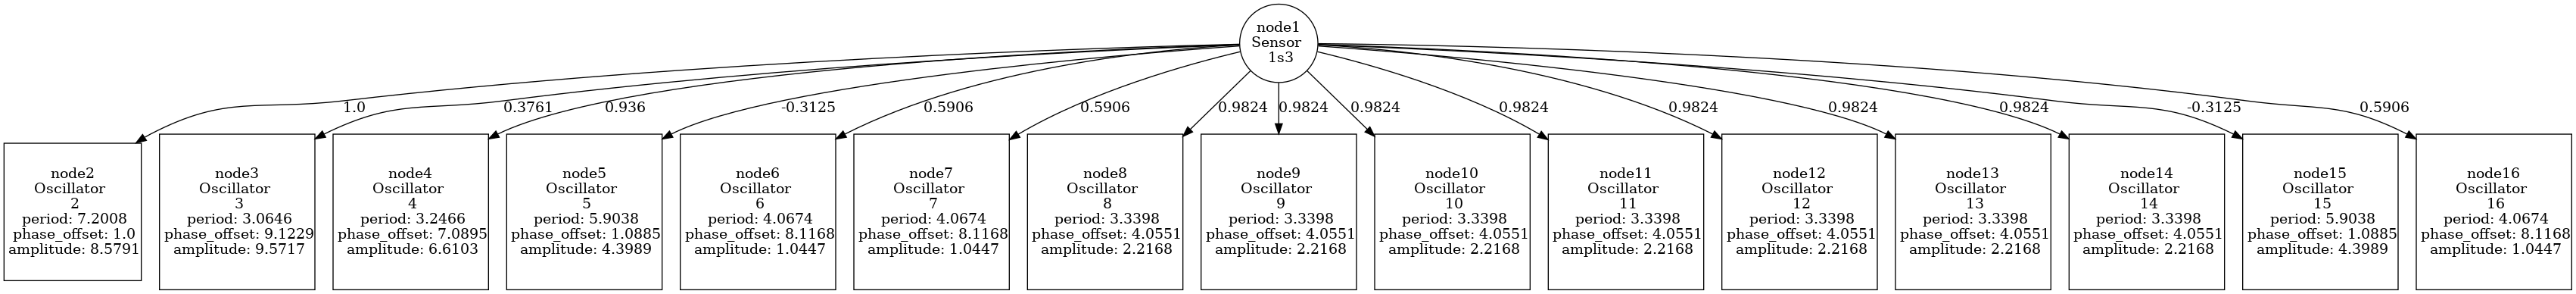 node1
Sensor
1s3
1.0
0.3761
0.936
-0.3125
0.5906
0.5906
0.9824
0.9824
0.9824
0.9824
0.9824
0.9824
0.9824
-0.3125
0.5906
node2
Oscillator
2
period: 7.2008
phase_offset: 1.0
amplitude: 8.5791
node3
Oscillator
3
period: 3.0646
phase_offset: 9.1229
amplitude: 9.5717
node4
Oscillator
4
period: 3.2466
phase_offset: 7.0895
amplitude: 6.6103
node5
Oscillator
5
period: 5.9038
phase_offset: 1.0885
amplitude: 4.3989
node6
Oscillator
6
period: 4.0674
phase_offset: 8.1168
amplitude: 1.0447
node7
Oscillator
7
period: 4.0674
phase_offset: 8.1168
amplitude: 1.0447
node8
Oscillator
8
period: 3.3398
phase_offset: 4.0551
amplitude: 2.2168
node9
Oscillator
9
period: 3.3398
phase_offset: 4.0551
amplitude: 2.2168
node10
Oscillator
10
period: 3.3398
phase_offset: 4.0551
amplitude: 2.2168
node11
Oscillator
11
period: 3.3398
phase_offset: 4.0551
amplitude: 2.2168
node12
Oscillator
12
period: 3.3398
phase_offset: 4.0551
amplitude: 2.2168
node13
Oscillator
13
period: 3.3398
phase_offset: 4.0551
amplitude: 2.2168
node14
Oscillator
14
period: 3.3398
phase_offset: 4.0551
amplitude: 2.2168
node15
Oscillator
15
period: 5.9038
phase_offset: 1.0885
amplitude: 4.3989
node16
Oscillator
16
period: 4.0674
phase_offset: 8.1168
amplitude: 1.0447